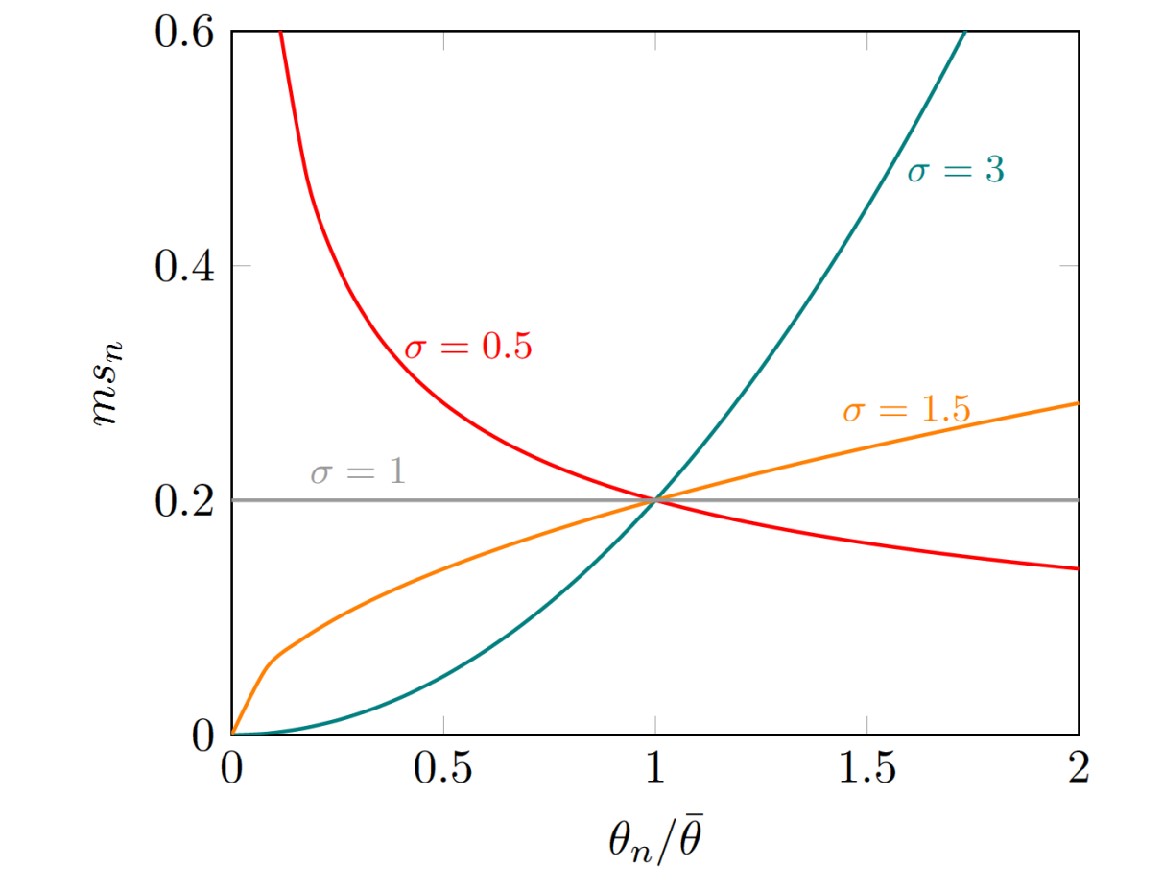 0.6
σ = 3
0.4
σ = 0.5
ms_n
σ = 1.5
σ = 1
0.2
0
0 0.5 1 1.5 2
θ_n/θ̄